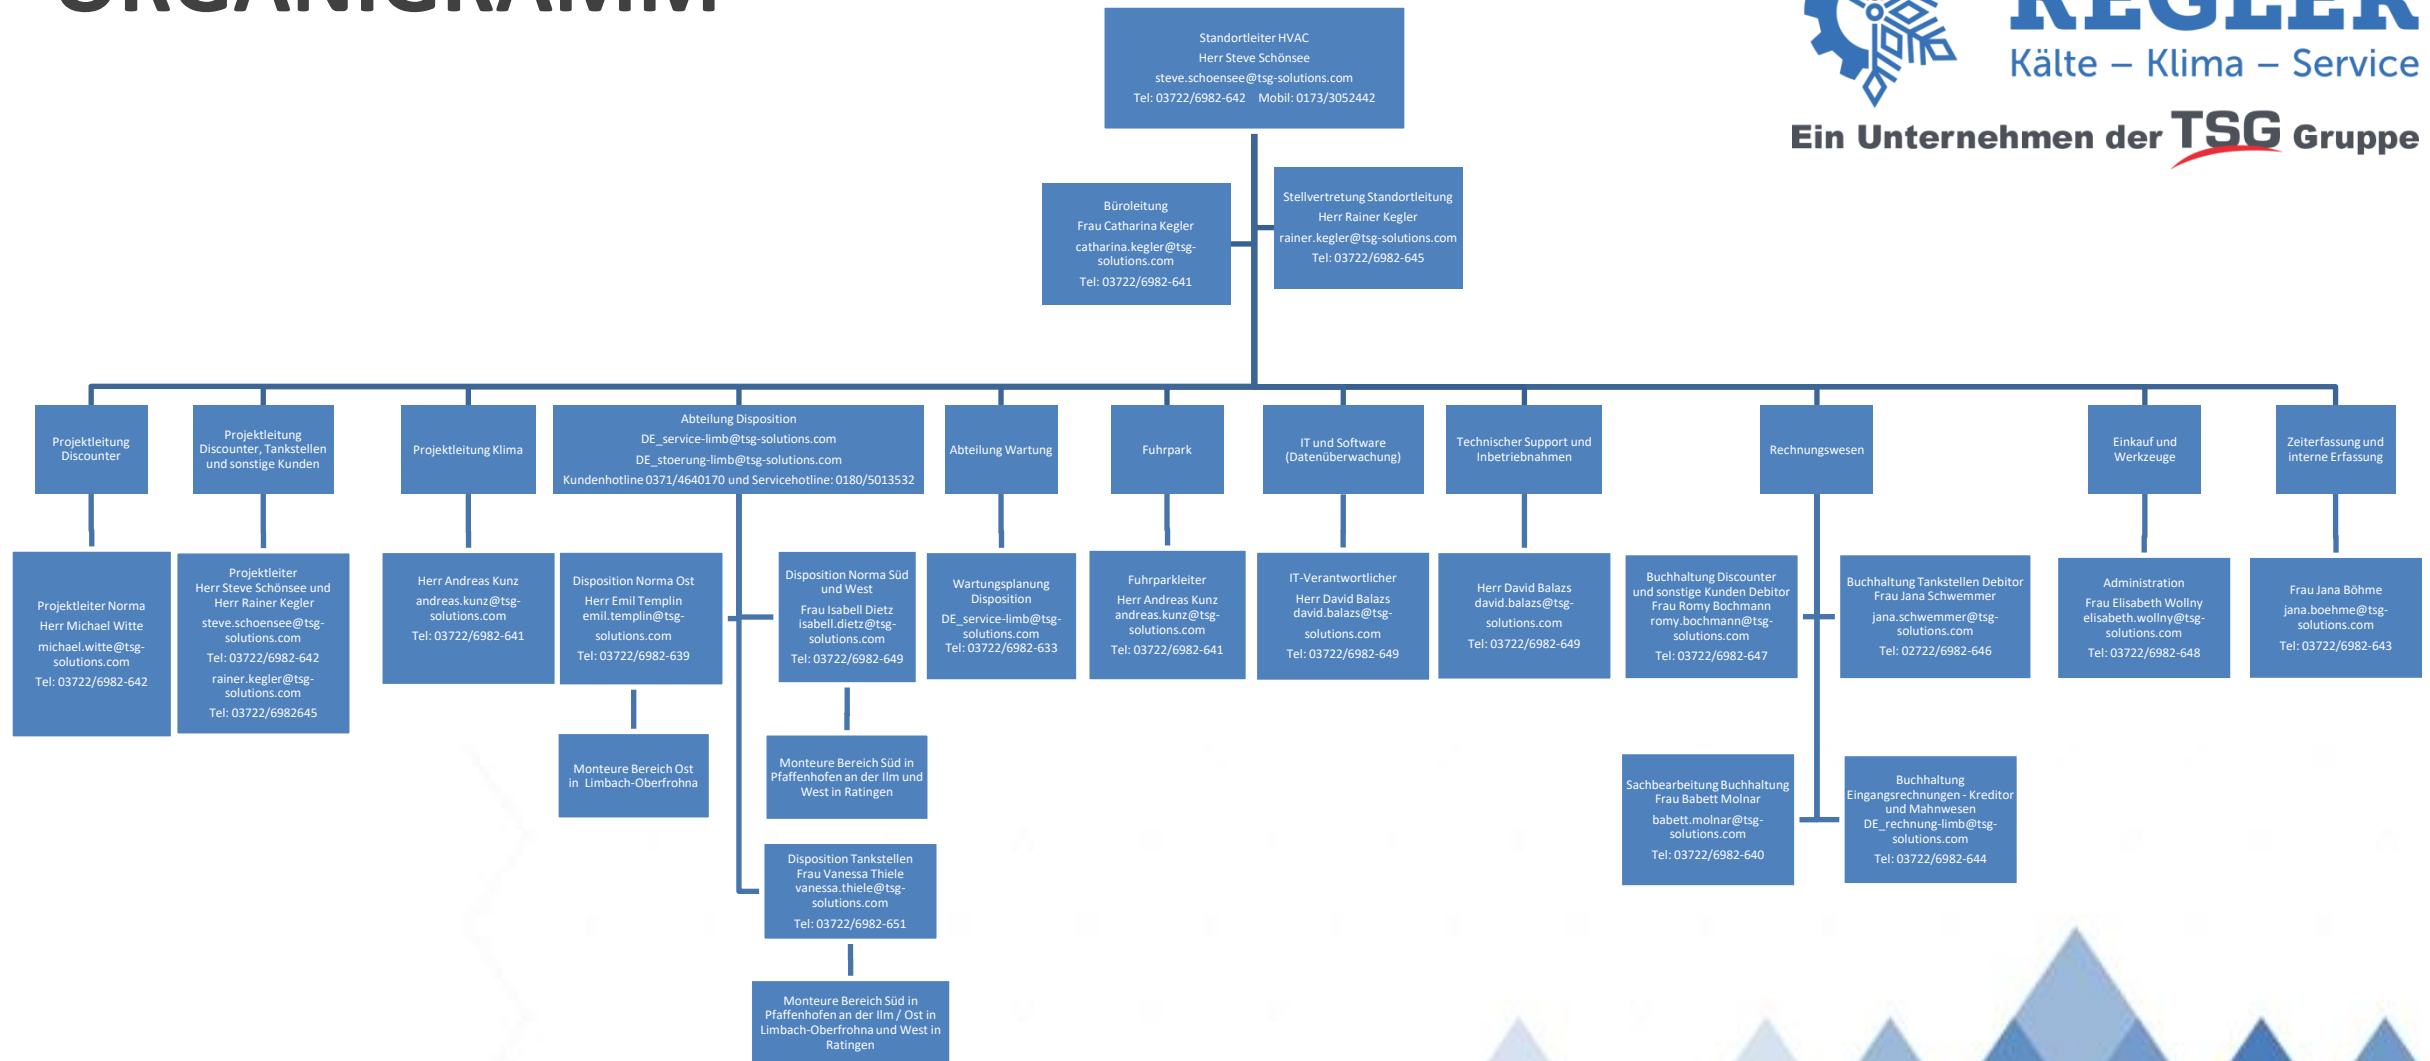 ORGANIGRAMM
KEGLER
Kälte – Klima – Service
Ein Unternehmen der TSG Gruppe
Standortleiter HVAC
Herr Steve Schönsee
steve.schoensee@tsg-solutions.com
Tel: 03722/6982-642 Mobil: 0173/3052442
Büroleitung
Frau Catharina Kegler
catharina.kegler@tsg-
solutions.com
Tel: 03722/6982-641
Stellvertretung Standortleitung
Herr Rainer Kegler
rainer.kegler@tsg-solutions.com
Tel: 03722/6982-645
Projektleitung
Discounter
Projektleitung
Discounter, Tankstellen
und sonstige Kunden
Projektleitung Klima
Abteilung Disposition
DE_service-limb@tsg-solutions.com
DE_stoerung-limb@tsg-solutions.com
Kundenhotline 0371/4640170 und Servicehotline: 0180/5013532
Abteilung Wartung
Fuhrpark
IT und Software
(Datenüberwachung)
Technischer Support und
Inbetriebnahmen
Rechnungswesen
Einkauf und
Werkzeuge
Zeiterfassung und
interne Erfassung
Projektleiter Norma
Herr Michael Witte
michael.witte@tsg-
solutions.com
Tel: 03722/6982-642
Projektleiter
Herr Steve Schönsee und
Herr Rainer Kegler
steve.schoensee@tsg-
solutions.com
Tel: 03722/6982-642
rainer.kegler@tsg-
solutions.com
Tel: 03722/6982645
Herr Andreas Kunz
andreas.kunz@tsg-
solutions.com
Tel: 03722/6982-641
Disposition Norma Ost
Herr Emil Templin
emil.templin@tsg-
solutions.com
Tel: 03722/6982-639
Disposition Norma Süd
und West
Frau Isabell Dietz
isabell.dietz@tsg-
solutions.com
Tel: 03722/6982-649
Wartungsplanung
Disposition
DE_service-limb@tsg-
solutions.com
Tel: 03722/6982-633
Fuhrparkleiter
Herr Andreas Kunz
andreas.kunz@tsg-
solutions.com
Tel: 03722/6982-641
IT-Verantwortlicher
Herr David Balazs
david.balazs@tsg-
solutions.com
Tel: 03722/6982-649
Herr David Balazs
david.balazs@tsg-
solutions.com
Tel: 03722/6982-649
Buchhaltung Discounter
und sonstige Kunden Debitor
Frau Romy Bochmann
romy.bochmann@tsg-
solutions.com
Tel: 03722/6982-647
Buchhaltung Tankstellen Debitor
Frau Jana Schwemmer
jana.schwemmer@tsg-
solutions.com
Tel: 02722/6982-646
Administration
Frau Elisabeth Wollny
elisabeth.wollny@tsg-
solutions.com
Tel: 03722/6982-648
Frau Jana Böhme
jana.boehme@tsg-
solutions.com
Tel: 03722/6982-643
Monteure Bereich Ost
in Limbach-Oberfrohna
Monteure Bereich Süd in
Pfaffenhofen an der Ilm und
West in Ratingen
Sachbearbeitung Buchhaltung
Frau Babett Molnar
babett.molnar@tsg-
solutions.com
Tel: 03722/6982-640
Buchhaltung
Eingangsrechnungen - Kreditor
und Mahnwesen
DE_rechnung-limb@tsg-
solutions.com
Tel: 03722/6982-644
Disposition Tankstellen
Frau Vanessa Thiele
vanessa.thiele@tsg-
solutions.com
Tel: 03722/6982-651
Monteure Bereich Süd in
Pfaffenhofen an der Ilm / Ost in
Limbach-Oberfrohna und West in
Ratingen